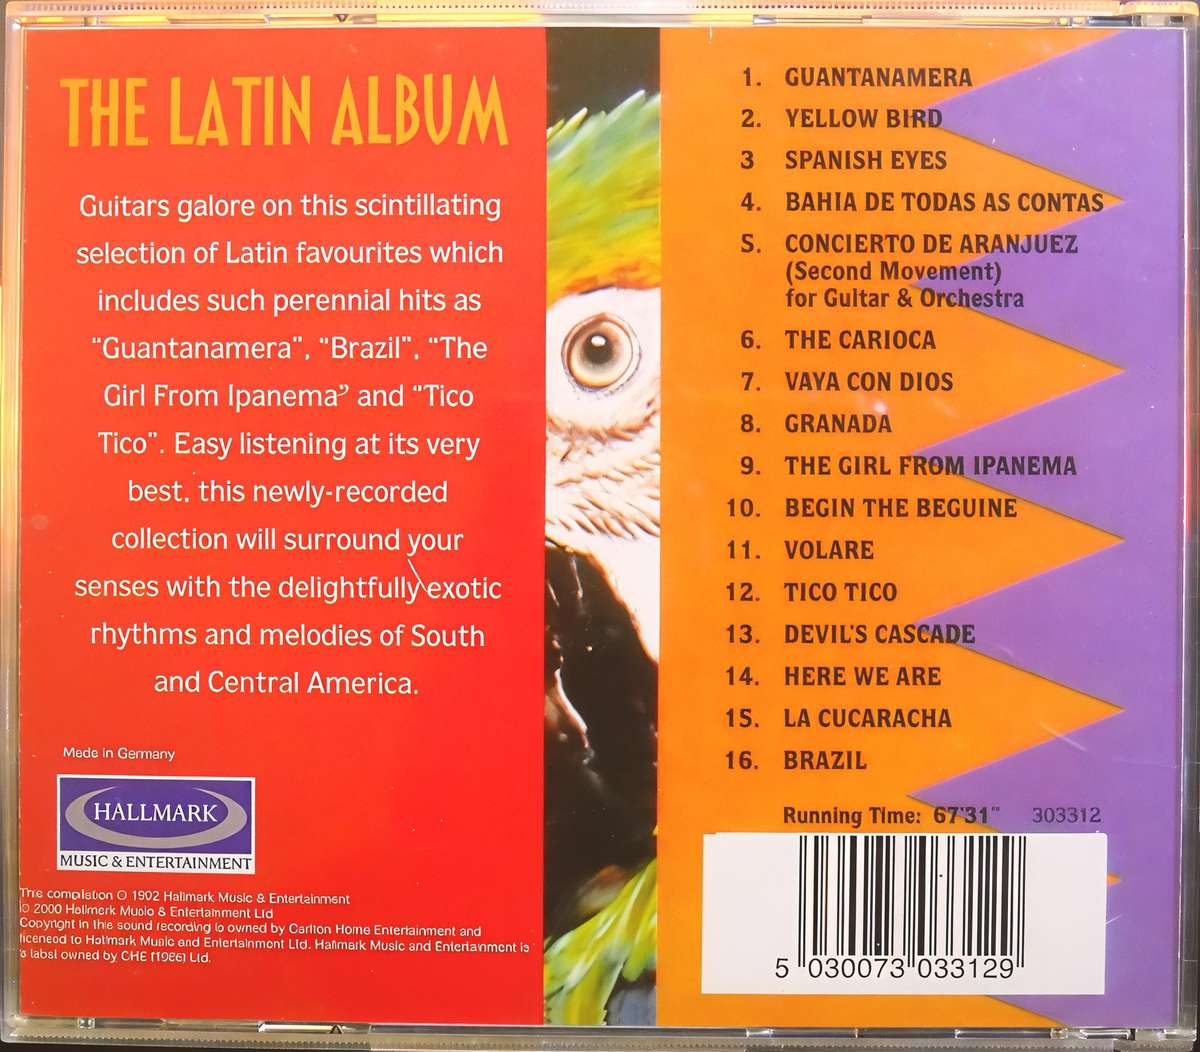 THE LATIN ALBUM
Guitars galore on this scintillating
selection of Latin favourites which
includes such perennial hits as
“Guantanamera”, “Brazil”, “The
Girl From Ipanema” and “Tico
Tico”. Easy listening at its very
best, this newly-recorded
collection will surround your
senses with the delightfully exotic
rhythms and melodies of South
and Central America.
Made in Germany
HALLMARK
MUSIC & ENTERTAINMENT
This compilation © 1902 Hallmark Music & Entertainment
© 2000 Hallmark Music & Entertainment Ltd
Copyright in this sound recording is owned by Carlton Home Entertainment and
licenced to Hallmark Music and Entertainment Ltd. Hallmark Music and Entertainment is
a label owned by CHE Ltd.
1. GUANTANAMERA
2. YELLOW BIRD
3 SPANISH EYES
4. BAHIA DE TODAS AS CONTAS
5. CONCIERTO DE ARANJUEZ
(Second Movement)
for Guitar & Orchestra
6. THE CARIOCA
7. VAYA CON DIOS
8. GRANADA
9. THE GIRL FROM IPANEMA
10. BEGIN THE BEGUINE
11. VOLARE
12. TICO TICO
13. DEVIL'S CASCADE
14. HERE WE ARE
15. LA CUCARACHA
16. BRAZIL
Running Time: 67'31" 303312
5 030073 033129